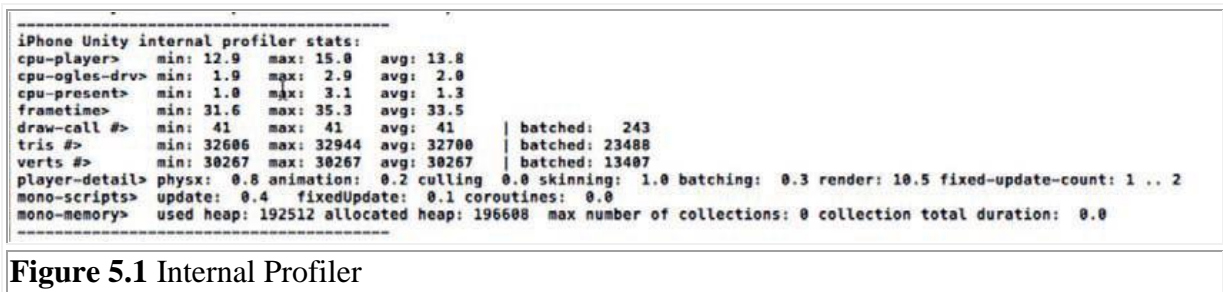 ----------------------------------------
iPhone Unity internal profiler stats:
cpu-player> min: 12.9 max: 15.0 avg: 13.8
cpu-ogles-drv> min: 1.9 max: 2.9 avg: 2.0
cpu-present> min: 1.0 max: 3.1 avg: 1.3
frametime> min: 31.6 max: 35.3 avg: 33.5
draw-call #> min: 41 max: 41 avg: 41 | batched: 243
tris #> min: 32606 max: 32944 avg: 32700 | batched: 23488
verts #> min: 30267 max: 30267 avg: 30267 | batched: 13407
player-detail> physx: 0.8 animation: 0.2 culling 0.0 skinning: 1.0 batching: 0.3 render: 10.5 fixed-update-count: 1 .. 2
mono-scripts> update: 0.4 fixedUpdate: 0.1 coroutines: 0.0
mono-memory> used heap: 192512 allocated heap: 196608 max number of collections: 0 collection total duration: 0.0
----------------------------------------
Figure 5.1 Internal Profiler